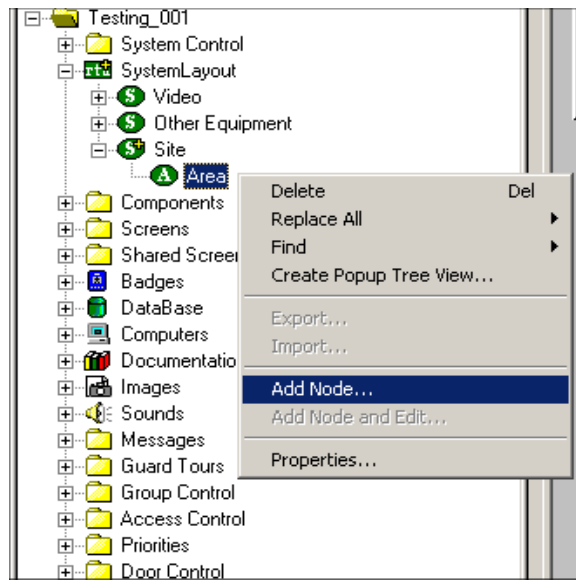 Testing_001
System Control
rtu SystemLayout
S Video
S Other Equipment
S Site
A Area
Components
Screens
Shared Screen
Badges
DataBase
Computers
Documentatio
Images
Sounds
Messages
Guard Tours
Group Control
Access Control
Priorities
Door Control
Delete Del
Replace All
Find
Create Popup Tree View...
Export...
Import...
Add Node...
Add Node and Edit...
Properties...